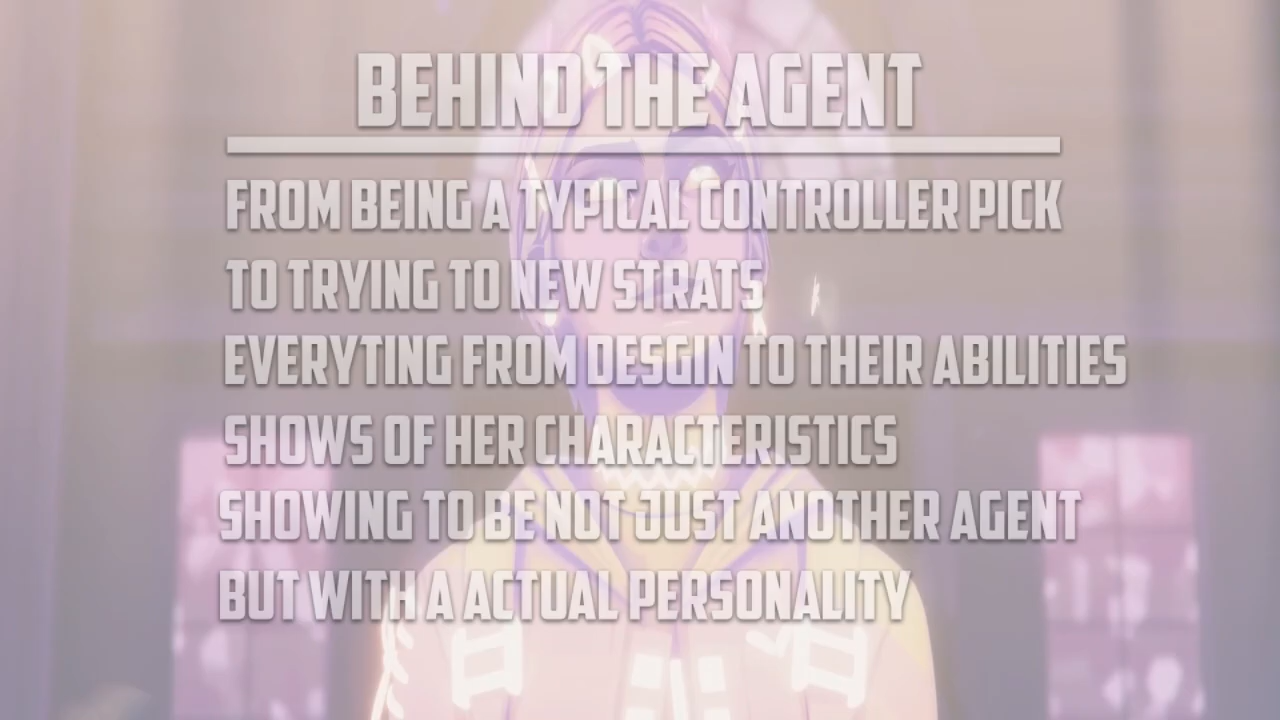 BEHIND THE AGENT
FROM BEING A TYPICAL CONTROLLER PICK
TO TRYING TO NEW STRATS
EVERYTING FROM DESGIN TO THEIR ABILITIES
SHOWS OF HER CHARACTERISTICS
SHOWING TO BE NOT JUST ANOTHER AGENT
BUT WITH A ACTUAL PERSONALITY